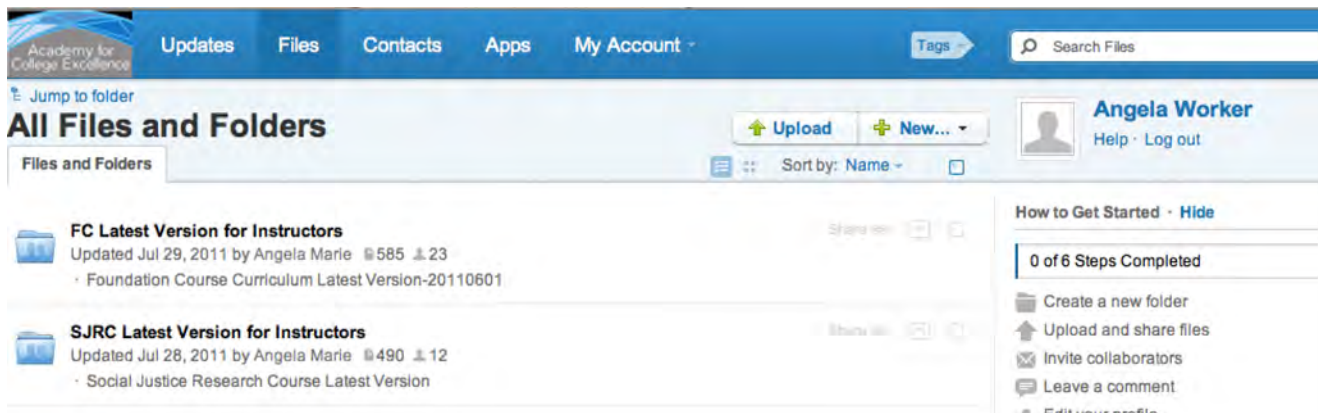 Academy for
College Excellence
Updates Files Contacts Apps My Account
Tags
Search Files
Jump to folder
All Files and Folders
Upload
New...
Angela Worker
Help · Log out
Files and Folders
Sort by: Name
FC Latest Version for Instructors
Updated Jul 29, 2011 by Angela Marie 585 23
· Foundation Course Curriculum Latest Version-20110601
SJRC Latest Version for Instructors
Updated Jul 28, 2011 by Angela Marie 490 12
· Social Justice Research Course Latest Version
How to Get Started · Hide
0 of 6 Steps Completed
Create a new folder
Upload and share files
Invite collaborators
Leave a comment
Edit your profile